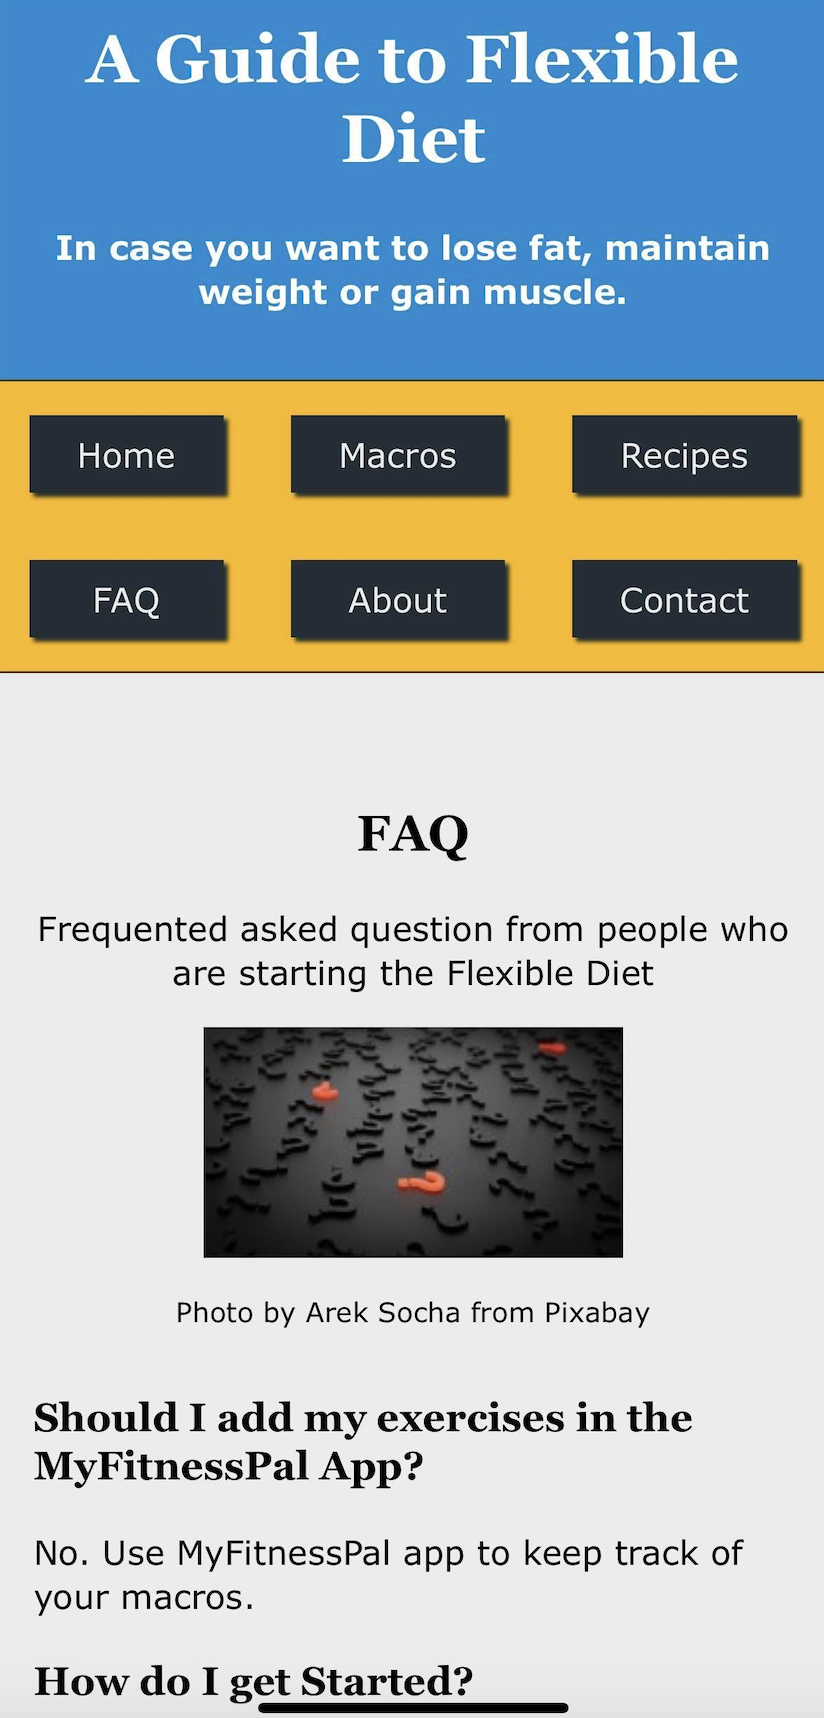 A Guide to Flexible
Diet
In case you want to lose fat, maintain
weight or gain muscle.
Home
Macros
Recipes
FAQ
About
Contact
FAQ
Frequented asked question from people who
are starting the Flexible Diet
Photo by Arek Socha from Pixabay
Should I add my exercises in the
MyFitnessPal App?
No. Use MyFitnessPal app to keep track of
your macros.
How do I get Started?